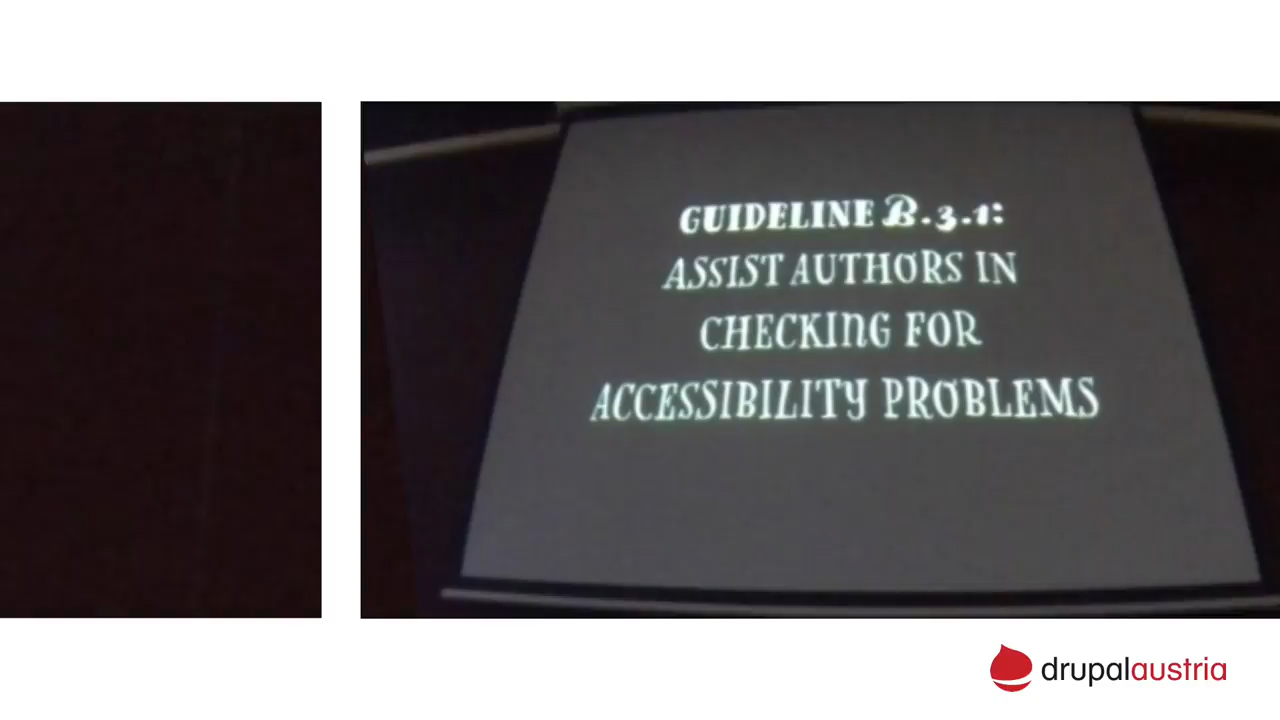 GUIDELINE B.3.1:
ASSIST AUTHORS IN
CHECKING FOR
ACCESSIBILITY PROBLEMS
drupalaustria